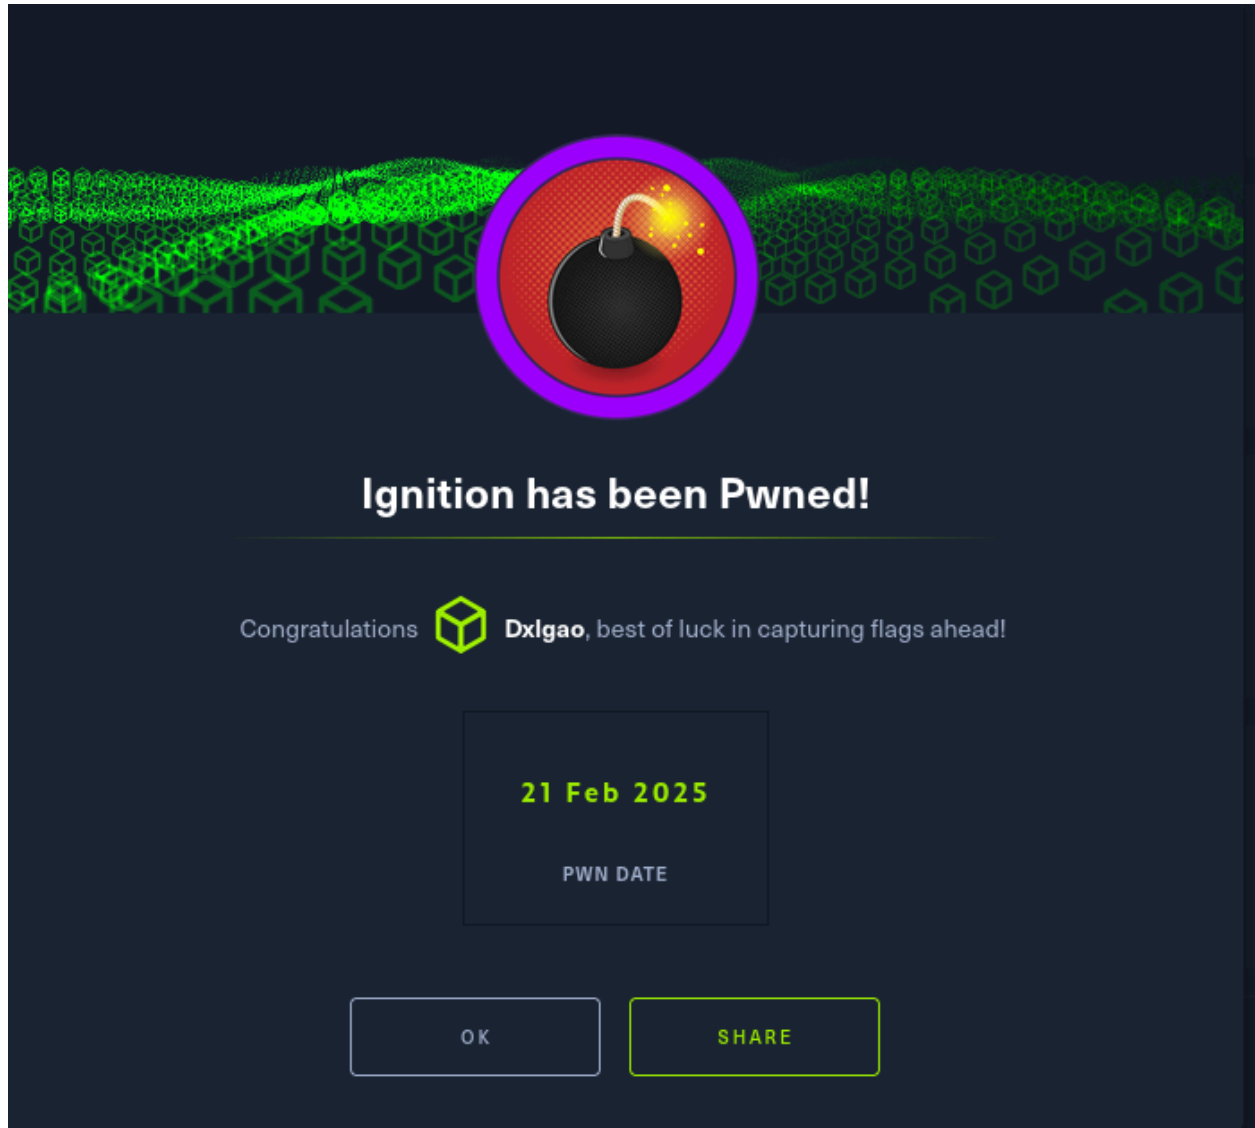 Ignition has been Pwned!
Congratulations Dxlgao, best of luck in capturing flags ahead!
21 Feb 2025
PWN DATE
OK
SHARE